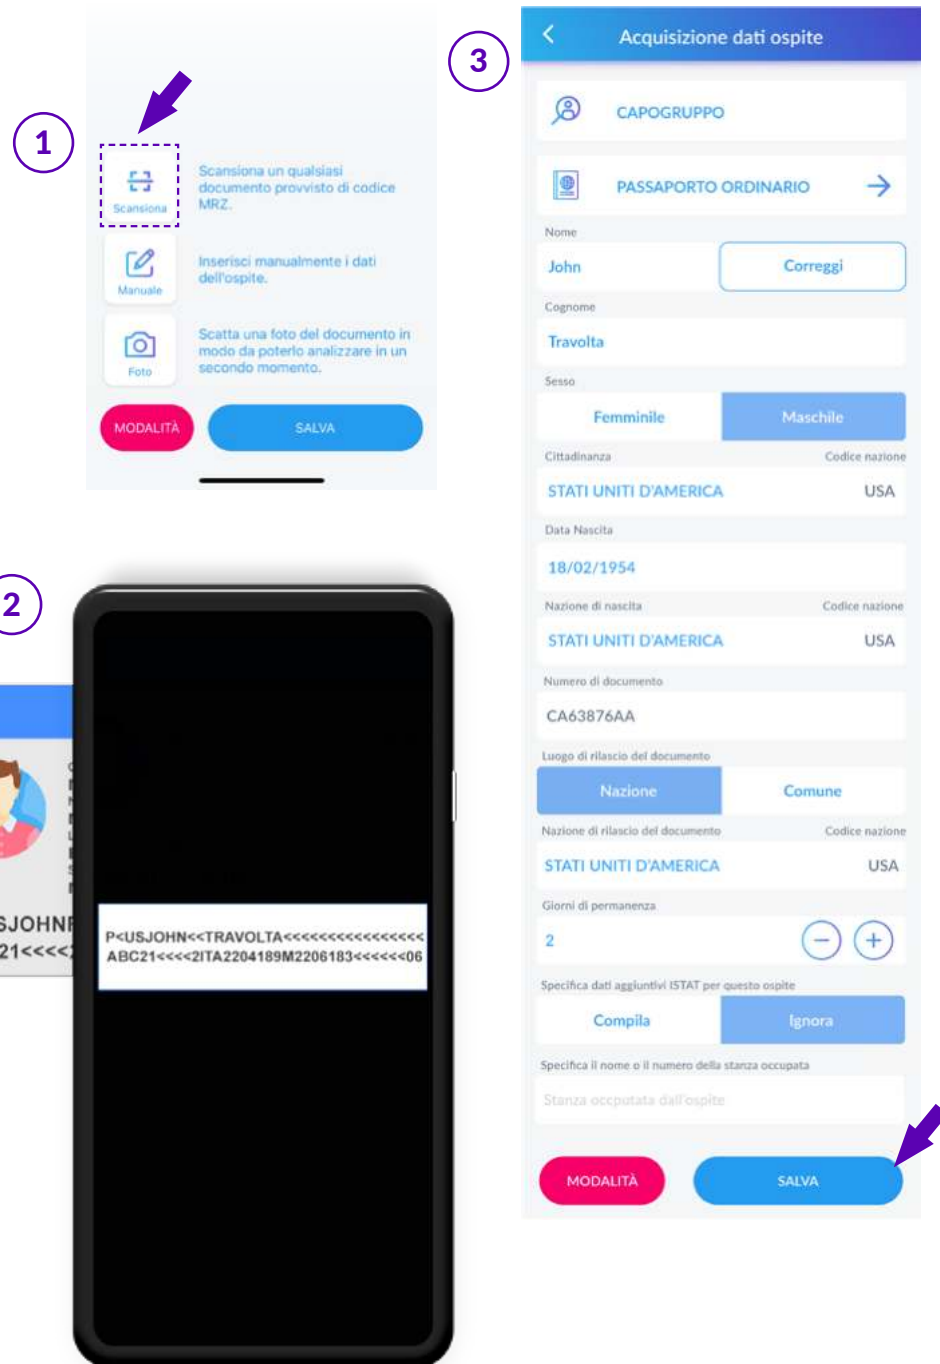 1
Scansiona
Scansiona un qualsiasi
documento provvisto di codice
MRZ.
Manuale
Inserisci manualmente i dati
dell'ospite.
Foto
Scatta una foto del documento in
modo da poterlo analizzare in un
secondo momento.
MODALITÀ
SALVA
2
SJOHNF
21<<<<2
P<USJOHN<<TRAVOLTA<<<<<<<<<<<<<<<<
ABC21<<<<2ITA2204189M2206183<<<<<<06
3
Acquisizione dati ospite
CAPOGRUPPO
PASSAPORTO ORDINARIO
Nome
John
Correggi
Cognome
Travolta
Sesso
Femminile
Maschile
Cittadinanza
Codice nazione
STATI UNITI D'AMERICA
USA
Data Nascita
18/02/1954
Nazione di nascita
Codice nazione
STATI UNITI D'AMERICA
USA
Numero di documento
CA63876AA
Luogo di rilascio del documento
Nazione
Comune
Nazione di rilascio del documento
Codice nazione
STATI UNITI D'AMERICA
USA
Giorni di permanenza
2
Specifica dati aggiuntivi ISTAT per questo ospite
Compila
Ignora
Specifica il nome o il numero della stanza occupata
Stanza occputata dall'ospite
MODALITÀ
SALVA